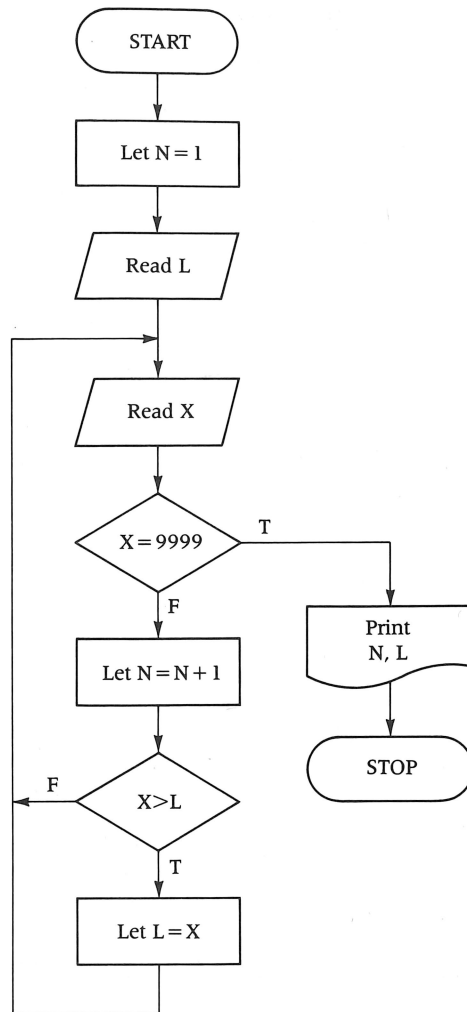 START
Let N = 1
Read L
Read X
X = 9999
T
F
Print
N, L
Let N = N + 1
STOP
X>L
F
T
Let L = X